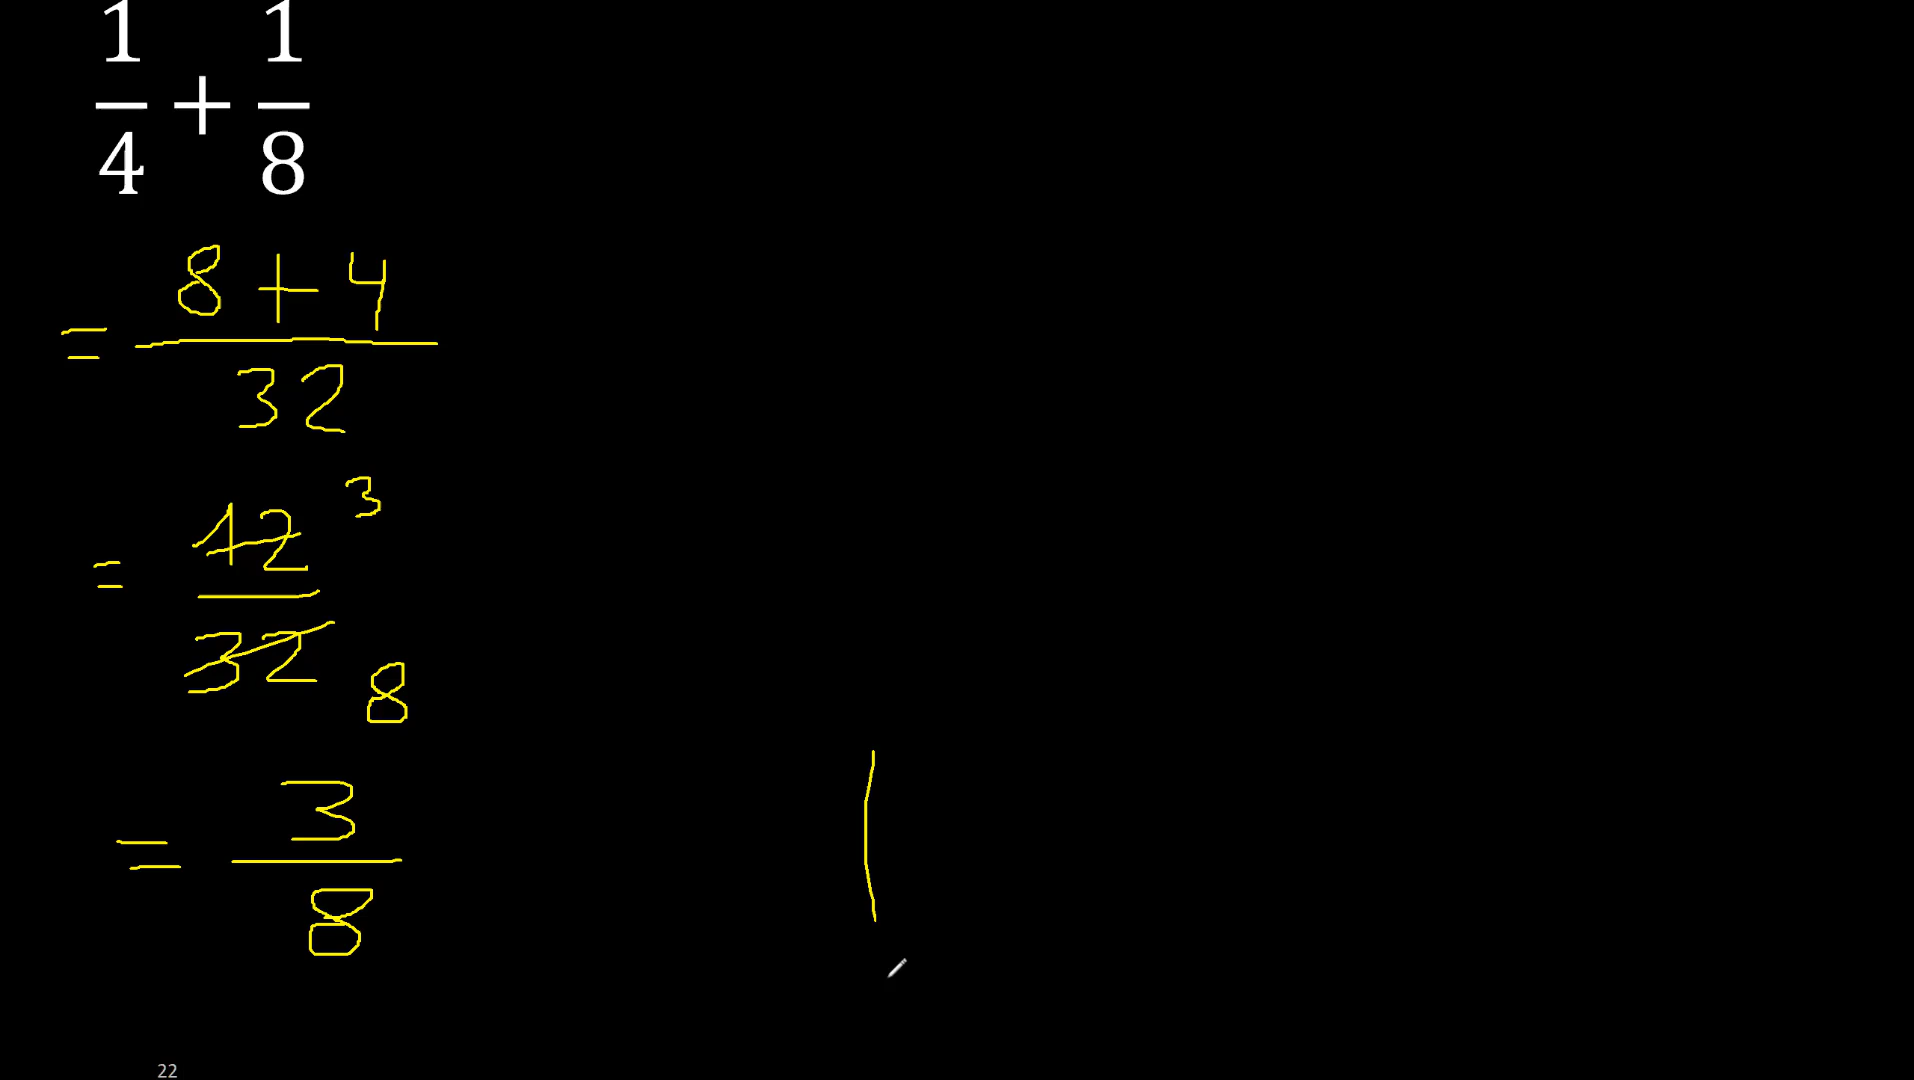 1/4 + 1/8
= (8 + 4)/32
= 12/32 3 8
= 3/8
22